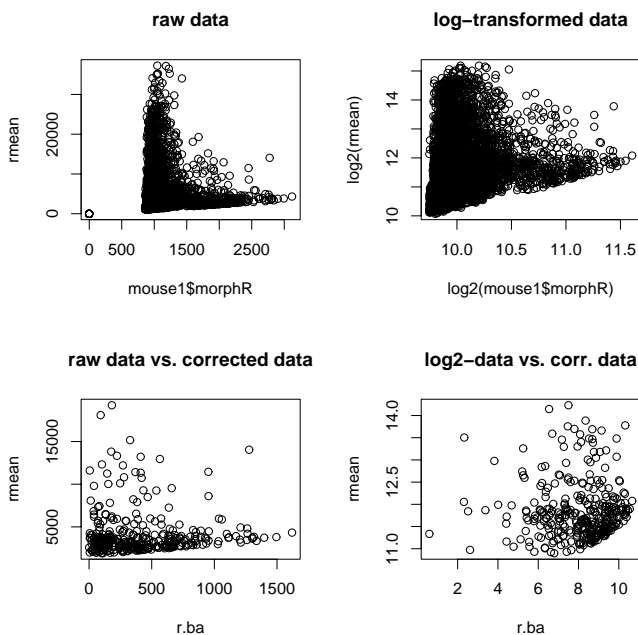 raw data
rmean
20000
0
0 500 1500 2500
mouse1$morphR
log−transformed data
log2(rmean)
14
13
12
11
10
10.0 10.5 11.0 11.5
log2(mouse1$morphR)
raw data vs. corrected data
rmean
15000
5000
0 500 1000 1500
r.ba
log2−data vs. corr. data
rmean
14.0
12.5
11.0
2 4 6 8 10
r.ba